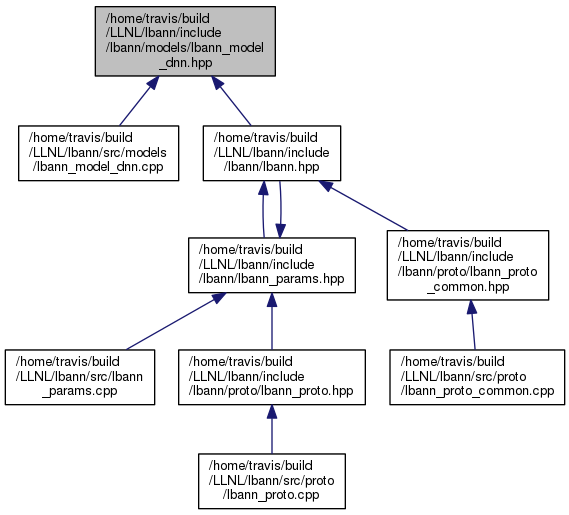 /home/travis/build
/LLNL/lbann/include
/lbann/models/lbann_model
_dnn.hpp
/home/travis/build
/LLNL/lbann/src/models
/lbann_model_dnn.cpp
/home/travis/build
/LLNL/lbann/include
/lbann/lbann.hpp
/home/travis/build
/LLNL/lbann/include
/lbann/lbann_params.hpp
/home/travis/build
/LLNL/lbann/include
/lbann/proto/lbann_proto
_common.hpp
/home/travis/build
/LLNL/lbann/src/lbann
_params.cpp
/home/travis/build
/LLNL/lbann/include
/lbann/proto/lbann_proto.hpp
/home/travis/build
/LLNL/lbann/src/proto
/lbann_proto_common.cpp
/home/travis/build
/LLNL/lbann/src/proto
/lbann_proto.cpp